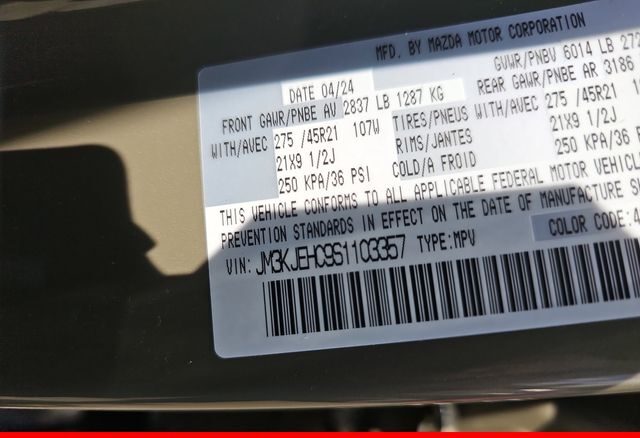 MFD. BY MAZDA MOTOR CORPORATION
DATE 04/24 GVWR/PNBV 6014 LB 272
FRONT GAWR/PNBE AV 2837 LB 1287 KG REAR GAWR/PNBE AR 3186
WITH/AVEC 275 /45R21 107W TIRES/PNEUS WITH/AVEC 275 /45R21
21X9 1/2J RIMS/JANTES 21X9 1/2J
250 KPA/36 PSI COLD/A FROID 250 KPA/36
THIS VEHICLE CONFORMS TO ALL APPLICABLE FEDERAL MOTOR VEHICL
PREVENTION STANDARDS IN EFFECT ON THE DATE OF MANUFACTURE SH
VIN: JM3KJEHC9S1103357 TYPE:MPV COLOR CODE: